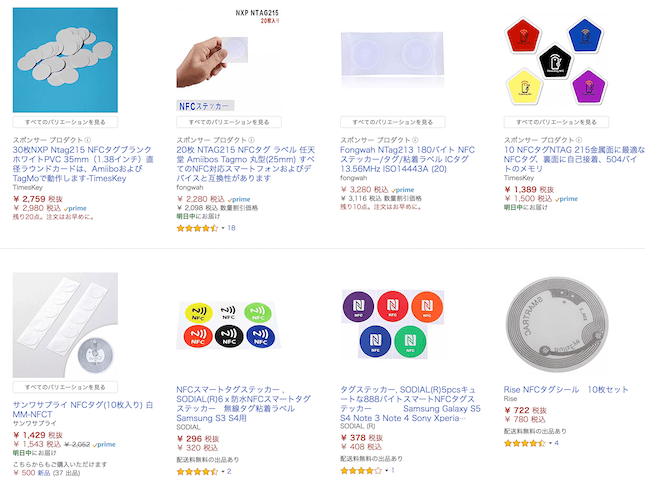 NXP NTAG215
20枚入り
NFCステッカー
すべてのバリエーションを見る
すべてのバリエーションを見る
すべてのバリエーションを見る
すべてのバリエーションを見る
スポンサー プロダクト
30枚NXP Ntag215 NFCタグブランク
ホワイトPVC 35mm（1.38インチ）直
径ラウンドカードは、Amiiboおよび
TagMoで動作します-TimesKey
TimesKey
￥ 2,759 税抜
￥ 2,980 税込 prime
残り20点。注文はお早めに。
スポンサー プロダクト
20枚 NTAG215 NFCタグ ラベル 任天
堂 Amiibos Tagmo 丸型(25mm) すべ
てのNFC対応スマートフォンおよびデ
バイスと互換性があります
fongwah
￥ 2,280 税込 prime
￥ 2,098 税込 数量割引価格
明日中にお届け
18
スポンサー プロダクト
Fongwah NTag213 180バイト NFC
ステッカー/タグ/粘着ラベル ICタグ
13.56MHz ISO14443A (20)
fongwah
￥ 3,280 税込 prime
￥ 3,116 税込 数量割引価格
残り10点。注文はお早めに。
スポンサー プロダクト
10 NFCタグNTAG 215金属面に最適な
NFCタグ、裏面に自己接着、504バイ
トのメモリ
TimesKey
￥ 1,389 税抜
￥ 1,500 税込 prime
明日中にお届け
NFC
NFC
NFC
NFC
NFC
NFC
NFC
NFC
NFC
SMARTRAC
すべてのバリエーションを見る
サンワサプライ NFCタグ(10枚入り) 白
MM-NFCT
サンワサプライ
￥ 1,429 税抜
￥ 1,543 税込 ￥ 2,052 prime
明日中にお届け
こちらからもご購入いただけます
￥ 500 新品 (37 出品)
NFCスマートタグステッカー 、
SODIAL(R)6 x 防水NFCスマートタグ
ステッカー 無線タグ粘着ラベル
Samsung S3 S4用
SODIAL
￥ 296 税抜
￥ 320 税込
配送料無料の出品あり
2
タグステッカー, SODIAL(R)5pcsキュ
ートな888バイトスマートNFCタグス
テッカー Samsung Galaxy S5
S4 Note 3 Note 4 Sony Xperia…
SODIAL (R)
￥ 378 税抜
￥ 408 税込
配送料無料の出品あり
1
Rise NFCタグシール 10枚セット
Rise
￥ 722 税抜
￥ 780 税込
配送料無料の出品あり
4